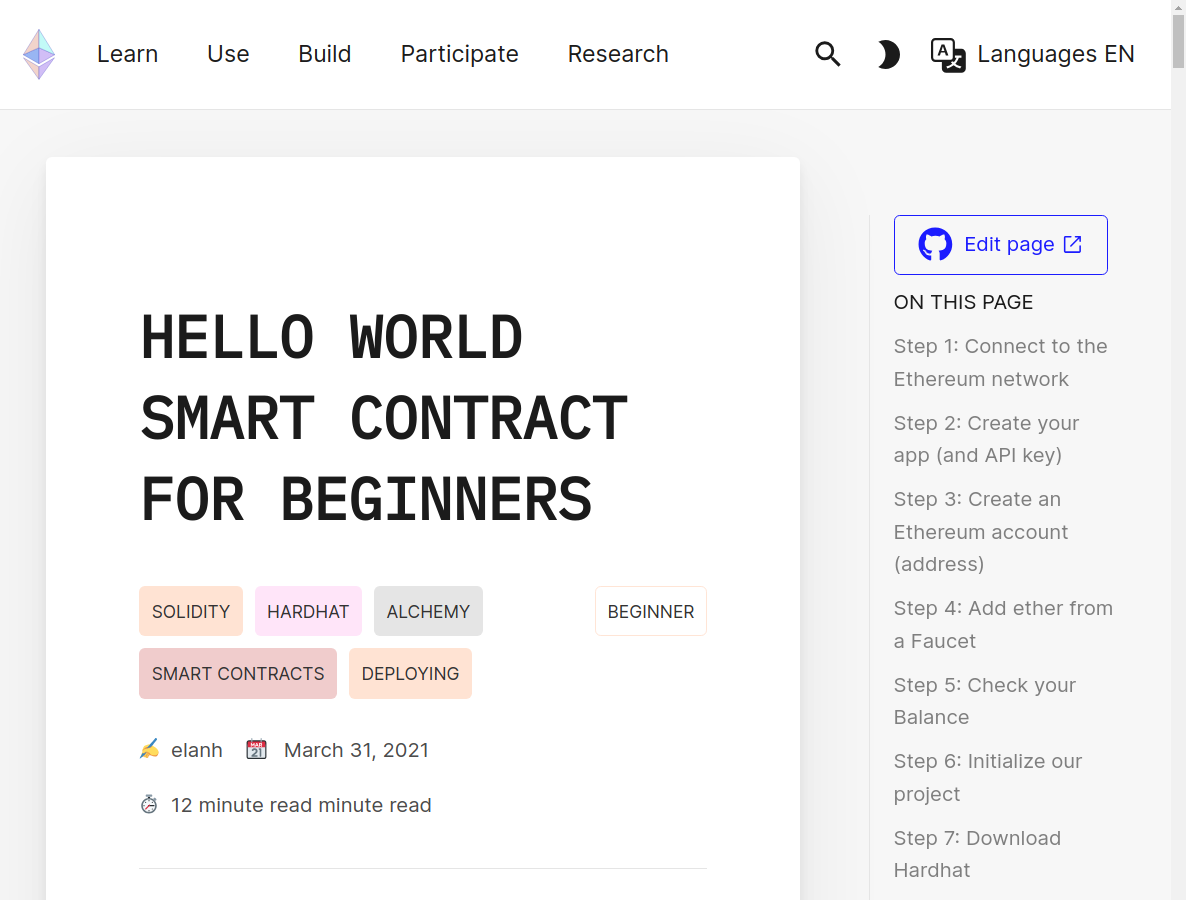 Learn Use Build Participate Research Languages EN
HELLO WORLD
SMART CONTRACT
FOR BEGINNERS
SOLIDITY HARDHAT ALCHEMY BEGINNER
SMART CONTRACTS DEPLOYING
elanh March 31, 2021
12 minute read minute read
Edit page
ON THIS PAGE
Step 1: Connect to the
Ethereum network
Step 2: Create your
app (and API key)
Step 3: Create an
Ethereum account
(address)
Step 4: Add ether from
a Faucet
Step 5: Check your
Balance
Step 6: Initialize our
project
Step 7: Download
Hardhat